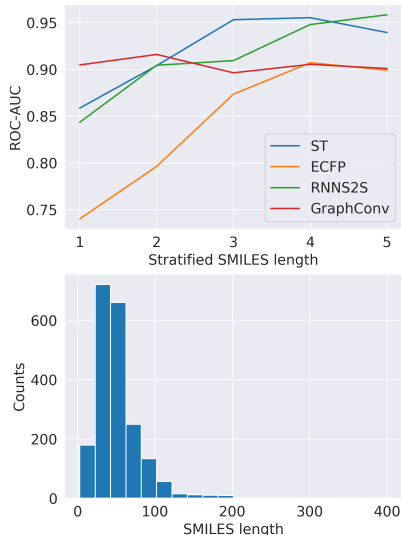 0.95
0.90
0.85
0.80
0.75
ROC-AUC
ST
ECFP
RNNS2S
GraphConv
1 2 3 4 5
Stratified SMILES length
600
400
200
0
Counts
0 100 200 300 400
SMILES length